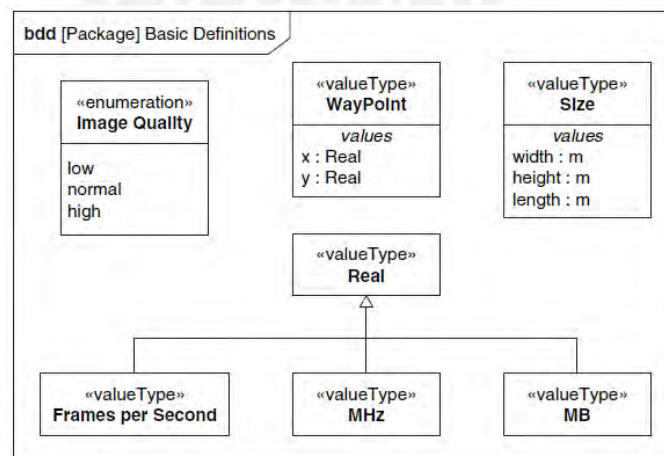 bdd [Package] Basic Definitions
«enumeration»
Image Quality
low
normal
high
«valueType»
WayPoint
values
x : Real
y : Real
«valueType»
Size
values
width : m
height : m
length : m
«valueType»
Real
«valueType»
Frames per Second
«valueType»
MHz
«valueType»
MB